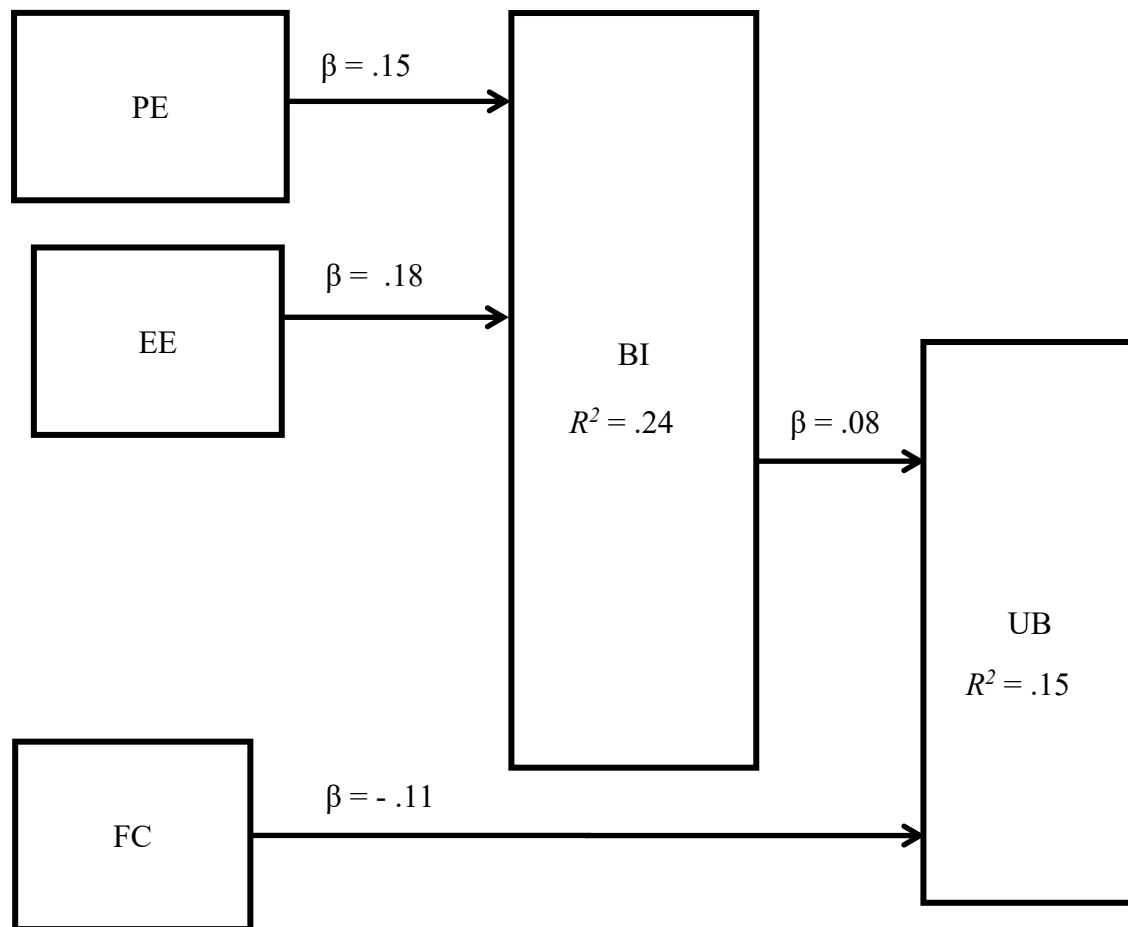 β = .15
PE
β =  .18
EE
BI
R² = .24
β = .08
UB
R² = .15
β = - .11
FC